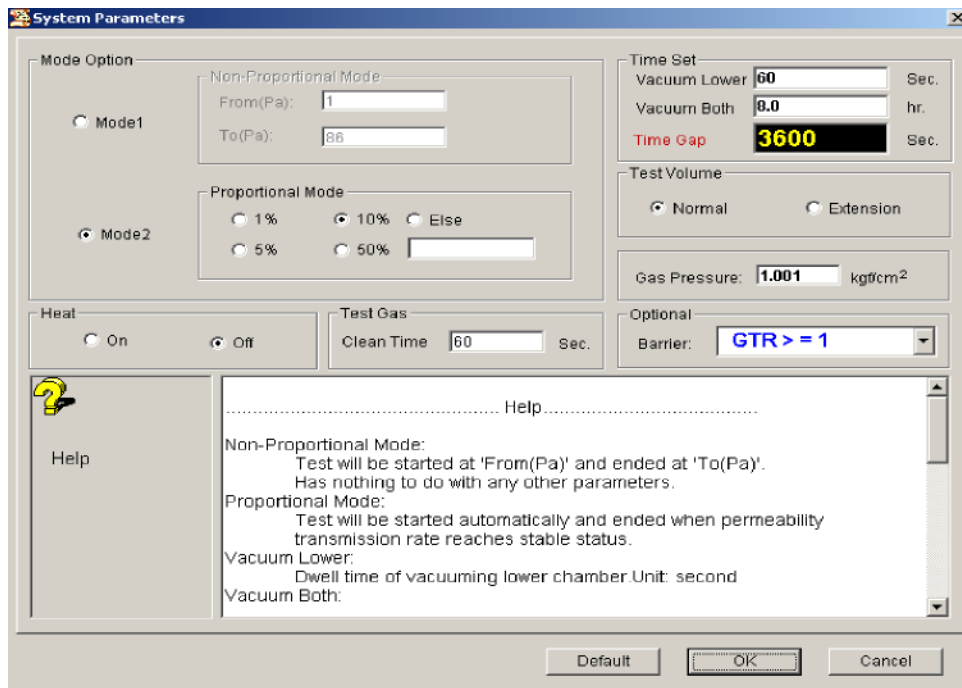 System Parameters
Mode Option
Mode1
Non-Proportional Mode
From(Pa): 1
To(Pa): 86
Mode2
Proportional Mode
1% 10% Else
5% 50%
Time Set
Vacuum Lower 60 Sec.
Vacuum Both 8.0 hr.
Time Gap 3600 Sec.
Test Volume
Normal Extension
Gas Pressure: 1.001 kgf/cm²
Heat
On Off
Test Gas
Clean Time 60 Sec.
Optional
Barrier: GTR > = 1
Help
................................................. Help.......................................
Non-Proportional Mode:
Test will be started at 'From(Pa)' and ended at 'To(Pa)'.
Has nothing to do with any other parameters.
Proportional Mode:
Test will be started automatically and ended when permeability
transmission rate reaches stable status.
Vacuum Lower:
Dwell time of vacuuming lower chamber.Unit: second
Vacuum Both:
Default OK Cancel